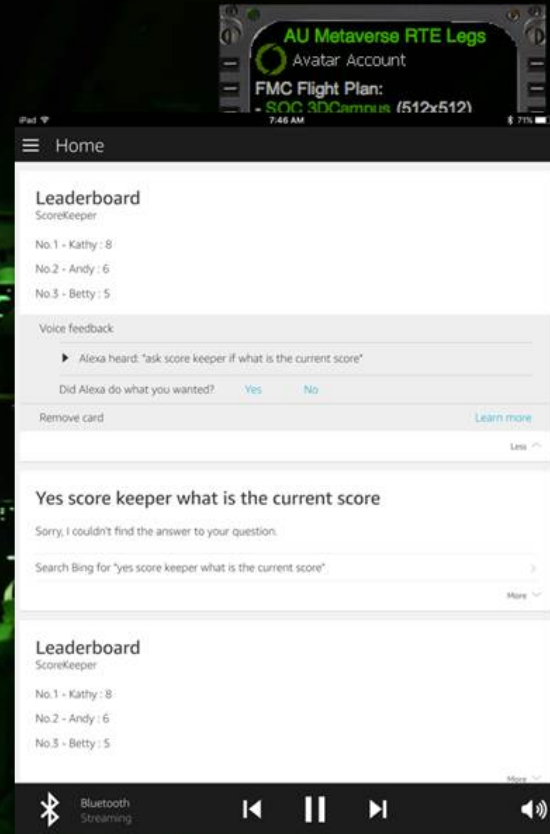 AU Metaverse RTE Legs
Avatar Account
FMC Flight Plan:
- SOC 3DCampus (512x512)
iPad 7:46 AM 71%
Home
Leaderboard
ScoreKeeper
No.1 - Kathy : 8
No.2 - Andy : 6
No.3 - Betty : 5
Voice feedback
Alexa heard: "ask score keeper if what is the current score"
Did Alexa do what you wanted? Yes No
Remove card Learn more
Less
Yes score keeper what is the current score
Sorry, I couldn't find the answer to your question.
Search Bing for "yes score keeper what is the current score"
More
Leaderboard
ScoreKeeper
No.1 - Kathy : 8
No.2 - Andy : 6
No.3 - Betty : 5
More
Bluetooth
Streaming